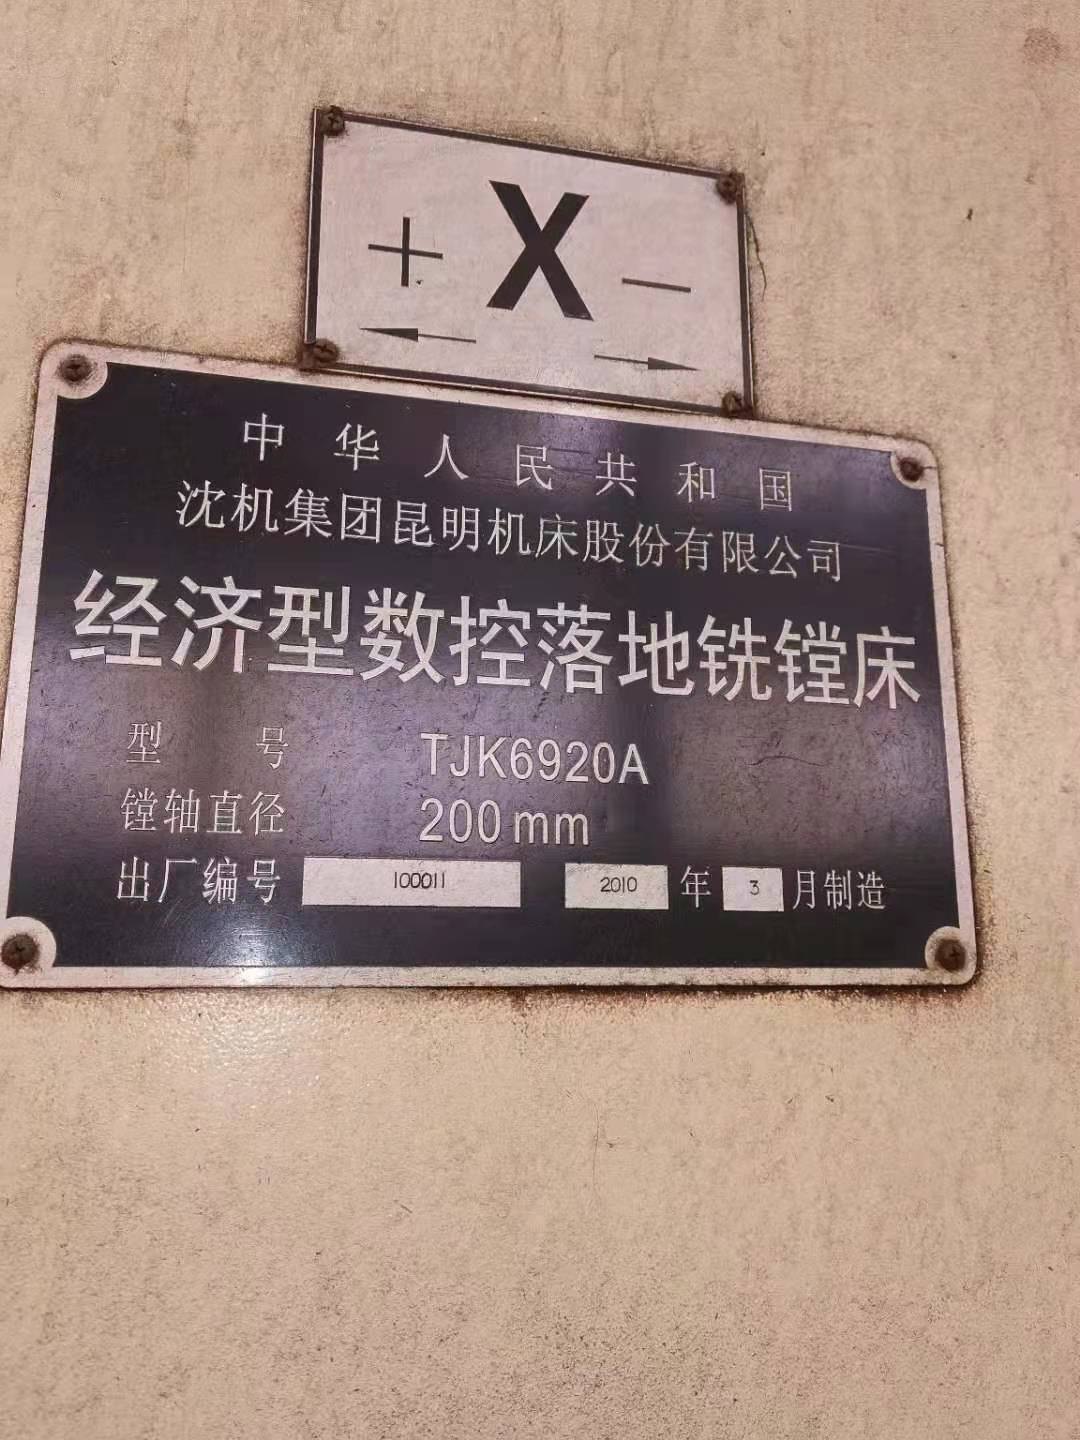 + X −
中华人民共和国
沈机集团昆明机床股份有限公司
经济型数控落地铣镗床
型号 TJK6920A
镗轴直径 200mm
出厂编号 100011 2010 年 3 月制造